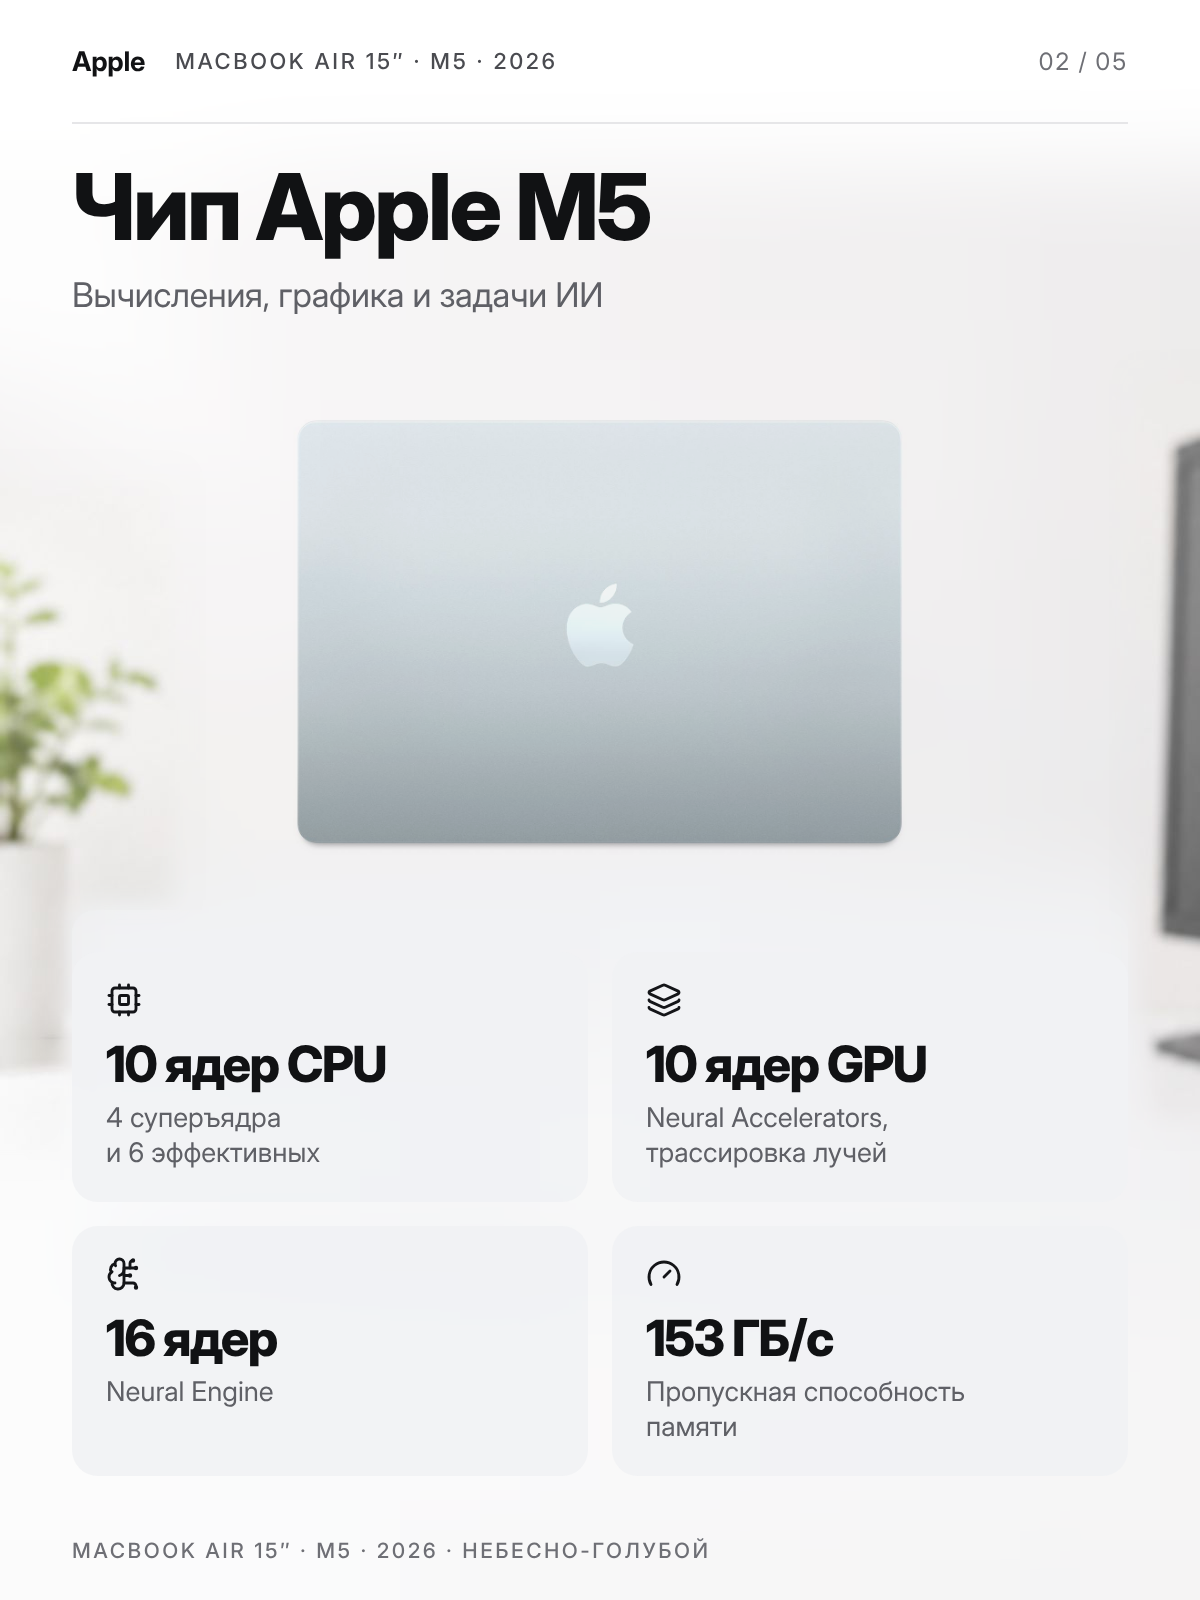 Apple MACBOOK AIR 15″ · M5 · 2026 02 / 05
Чип Apple M5
Вычисления, графика и задачи ИИ
10 ядер CPU
4 суперъядра
и 6 эффективных
10 ядер GPU
Neural Accelerators,
трассировка лучей
16 ядер
Neural Engine
153 ГБ/с
Пропускная способность
памяти
MACBOOK AIR 15″ · M5 · 2026 · НЕБЕСНО-ГОЛУБОЙ